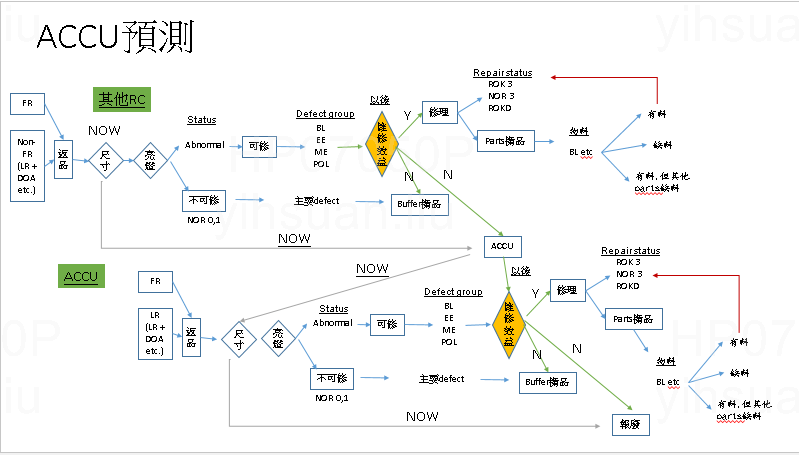 ACCU預測
其他RC
FR
Non-
FR
(LR +
DOA
etc.)
返
品
NOW
尺
寸
亮
燈
Status
Abnormal
可修
不可修
NOR 0,1
Defect group
BL
EE
ME
POL
主要defect
以後
維
修
效
益
Y
N
N
修理
Buffer備品
Repair status
ROK 3
NOR 3
ROKD
Parts備品
物料
BL etc
有料
缺料
有料, 但其他
parts缺料
NOW
ACCU
ACCU
FR
LR
(LR +
DOA
etc.)
返
品
NOW
尺
寸
亮
燈
Status
Abnormal
可修
不可修
NOR 0,1
Defect group
BL
EE
ME
POL
主要defect
以後
維
修
效
益
Y
N
N
修理
Buffer備品
Repair status
ROK 3
NOR 3
ROKD
Parts備品
物料
BL etc
有料
缺料
有料, 但其他
parts缺料
NOW
報廢
yihsuan.liu